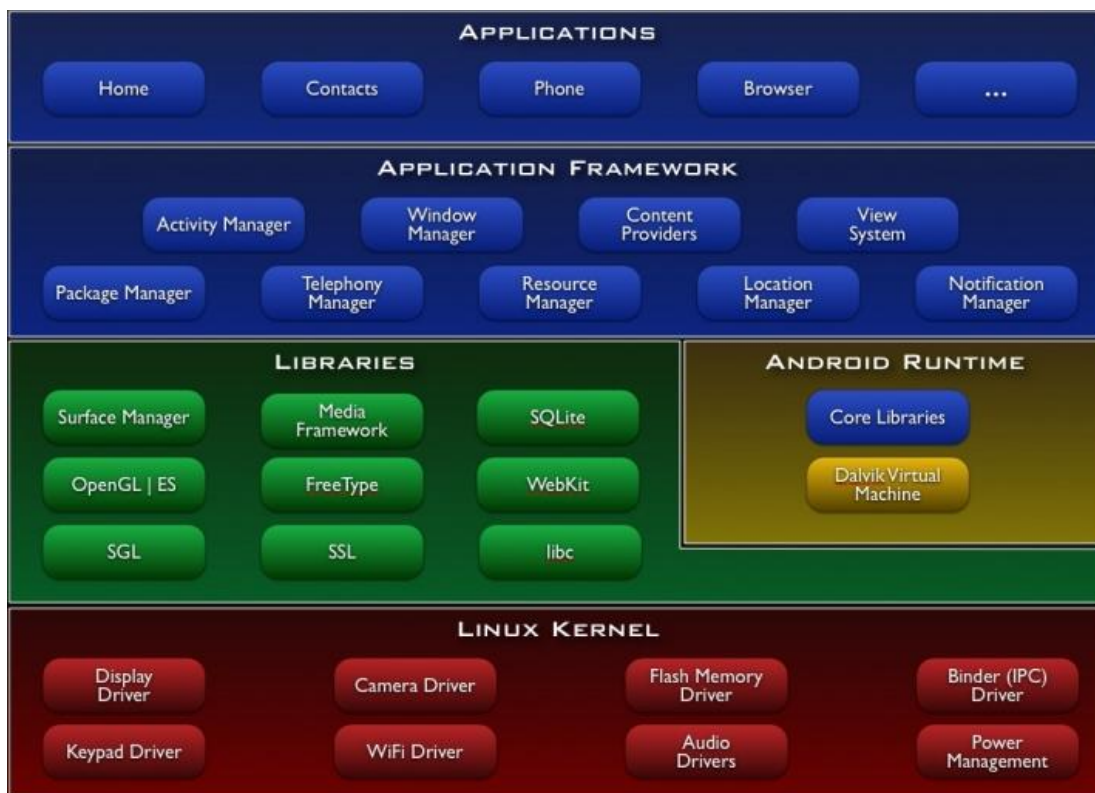 APPLICATIONS
Home
Contacts
Phone
Browser
...
APPLICATION FRAMEWORK
Activity Manager
Window
Manager
Content
Providers
View
System
Package Manager
Telephony
Manager
Resource
Manager
Location
Manager
Notification
Manager
LIBRARIES
Surface Manager
Media
Framework
SQLite
OpenGL | ES
FreeType
WebKit
SGL
SSL
libc
ANDROID RUNTIME
Core Libraries
Dalvik Virtual
Machine
LINUX KERNEL
Display
Driver
Camera Driver
Flash Memory
Driver
Binder (IPC)
Driver
Keypad Driver
WiFi Driver
Audio
Drivers
Power
Management